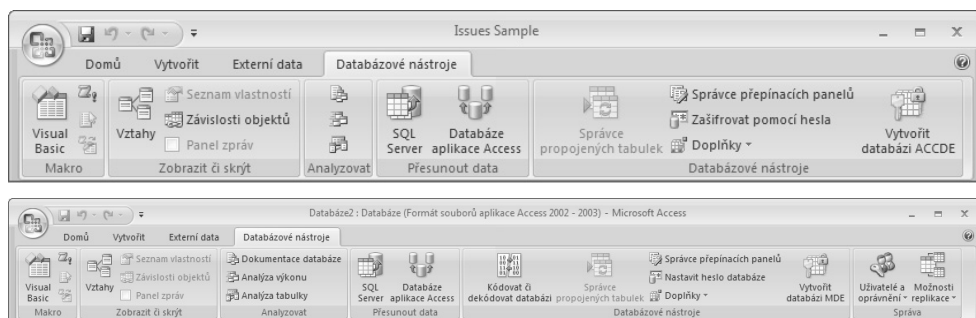 Issues Sample
Domů Vytvořit Externí data Databázové nástroje
Visual Basic
Makro
Vztahy
Seznam vlastností
Závislosti objektů
Panel zpráv
Zobrazit či skrýt
Analyzovat
SQL Server
Databáze aplikace Access
Přesunout data
Správce propojených tabulek
Správce přepínacích panelů
Zašifrovat pomocí hesla
Doplňky
Vytvořit databázi ACCDE
Databázové nástroje
Databáze2 : Databáze (Formát souborů aplikace Access 2002 - 2003) - Microsoft Access
Domů Vytvořit Externí data Databázové nástroje
Visual Basic
Makro
Vztahy
Seznam vlastností
Závislosti objektů
Panel zpráv
Zobrazit či skrýt
Dokumentace databáze
Analýza výkonu
Analýza tabulky
Analyzovat
SQL Server
Databáze aplikace Access
Přesunout data
Kódovat či dekódovat databázi
Správce propojených tabulek
Správce přepínacích panelů
Nastavit heslo databáze
Doplňky
Vytvořit databázi MDE
Databázové nástroje
Uživatelé a oprávnění
Možnosti replikace
Správa